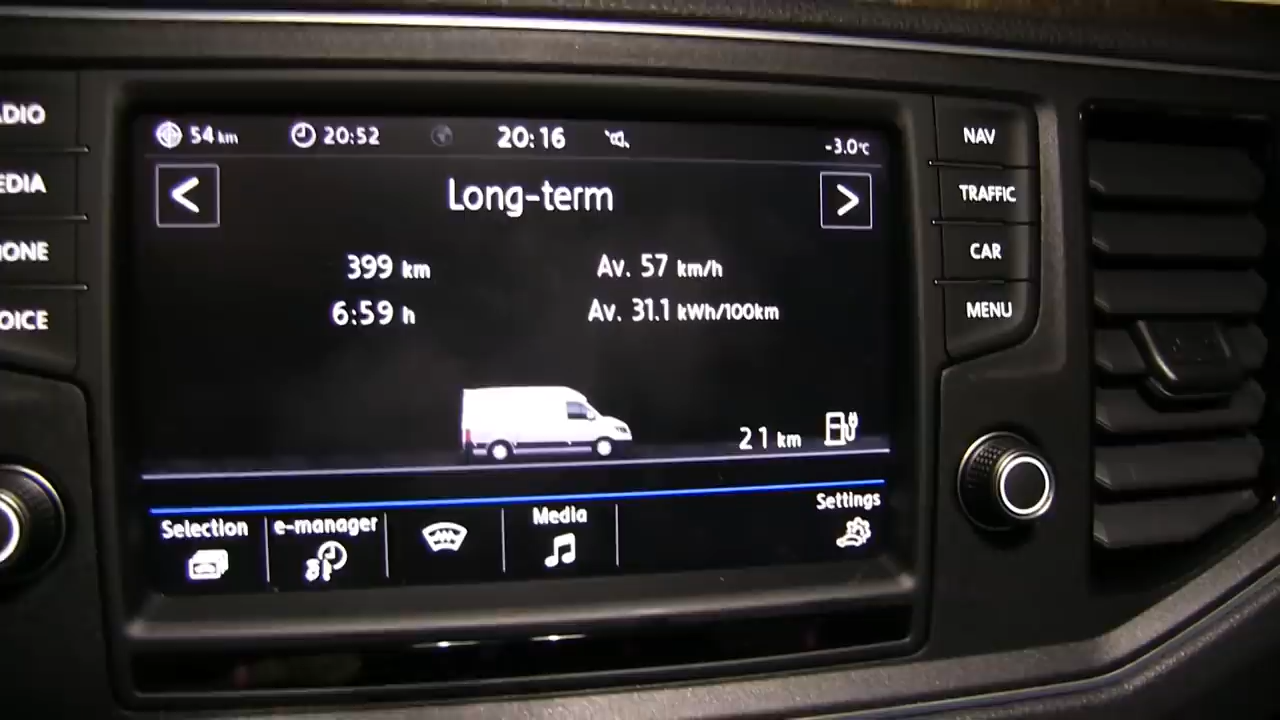 54 km 20:52 20:16 -3.0°C
< Long-term >
399 km Av. 57 km/h
6:59 h Av. 31.1 kWh/100km
21 km
Selection e-manager Media Settings
ADIO
EDIA
HONE
OICE
NAV
TRAFFIC
CAR
MENU